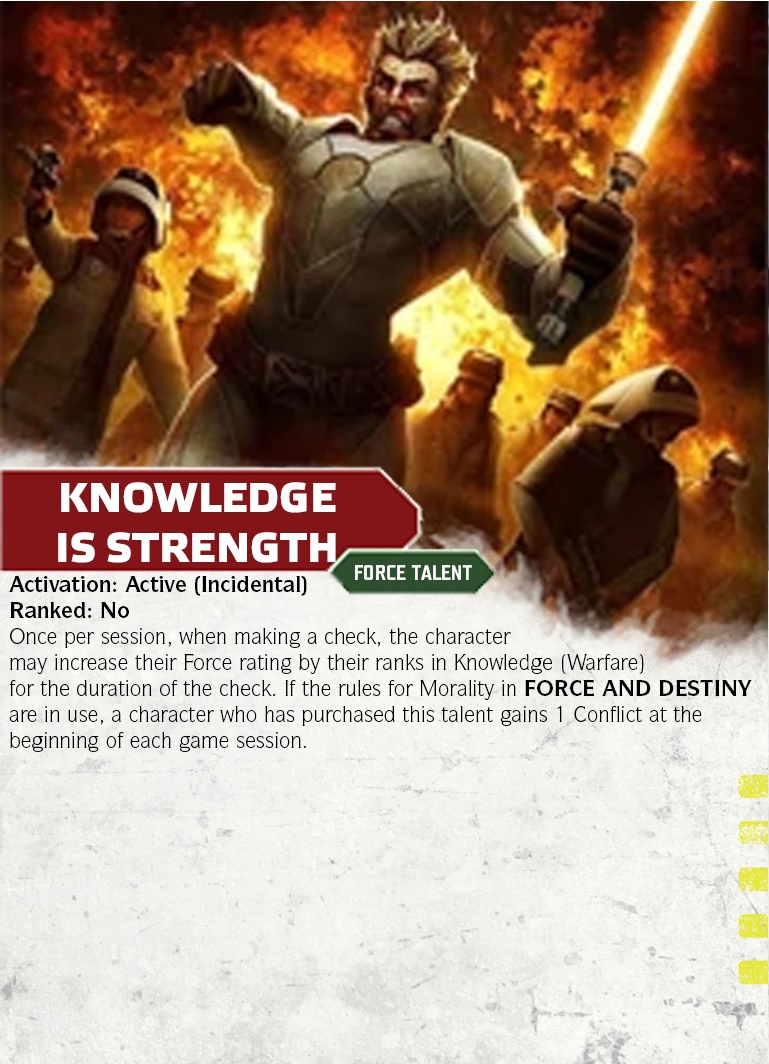 KNOWLEDGE
IS STRENGTH
FORCE TALENT
Activation: Active (Incidental)
Ranked: No
Once per session, when making a check, the character
may increase their Force rating by their ranks in Knowledge (Warfare)
for the duration of the check. If the rules for Morality in FORCE AND DESTINY
are in use, a character who has purchased this talent gains 1 Conflict at the
beginning of each game session.